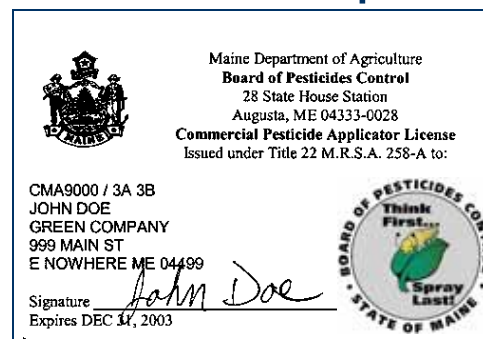 Maine Department of Agriculture
Board of Pesticides Control
28 State House Station
Augusta, ME 04333-0028
Commercial Pesticide Applicator License
Issued under Title 22 M.R.S.A. 258-A to:
MAINE
CMA9000 / 3A 3B
JOHN DOE
GREEN COMPANY
999 MAIN ST
E NOWHERE ME 04499
Signature John Doe
Expires DEC 31, 2003
BOARD OF PESTICIDES CONT
Think
First...
Spray
Last!
STATE OF MAINE